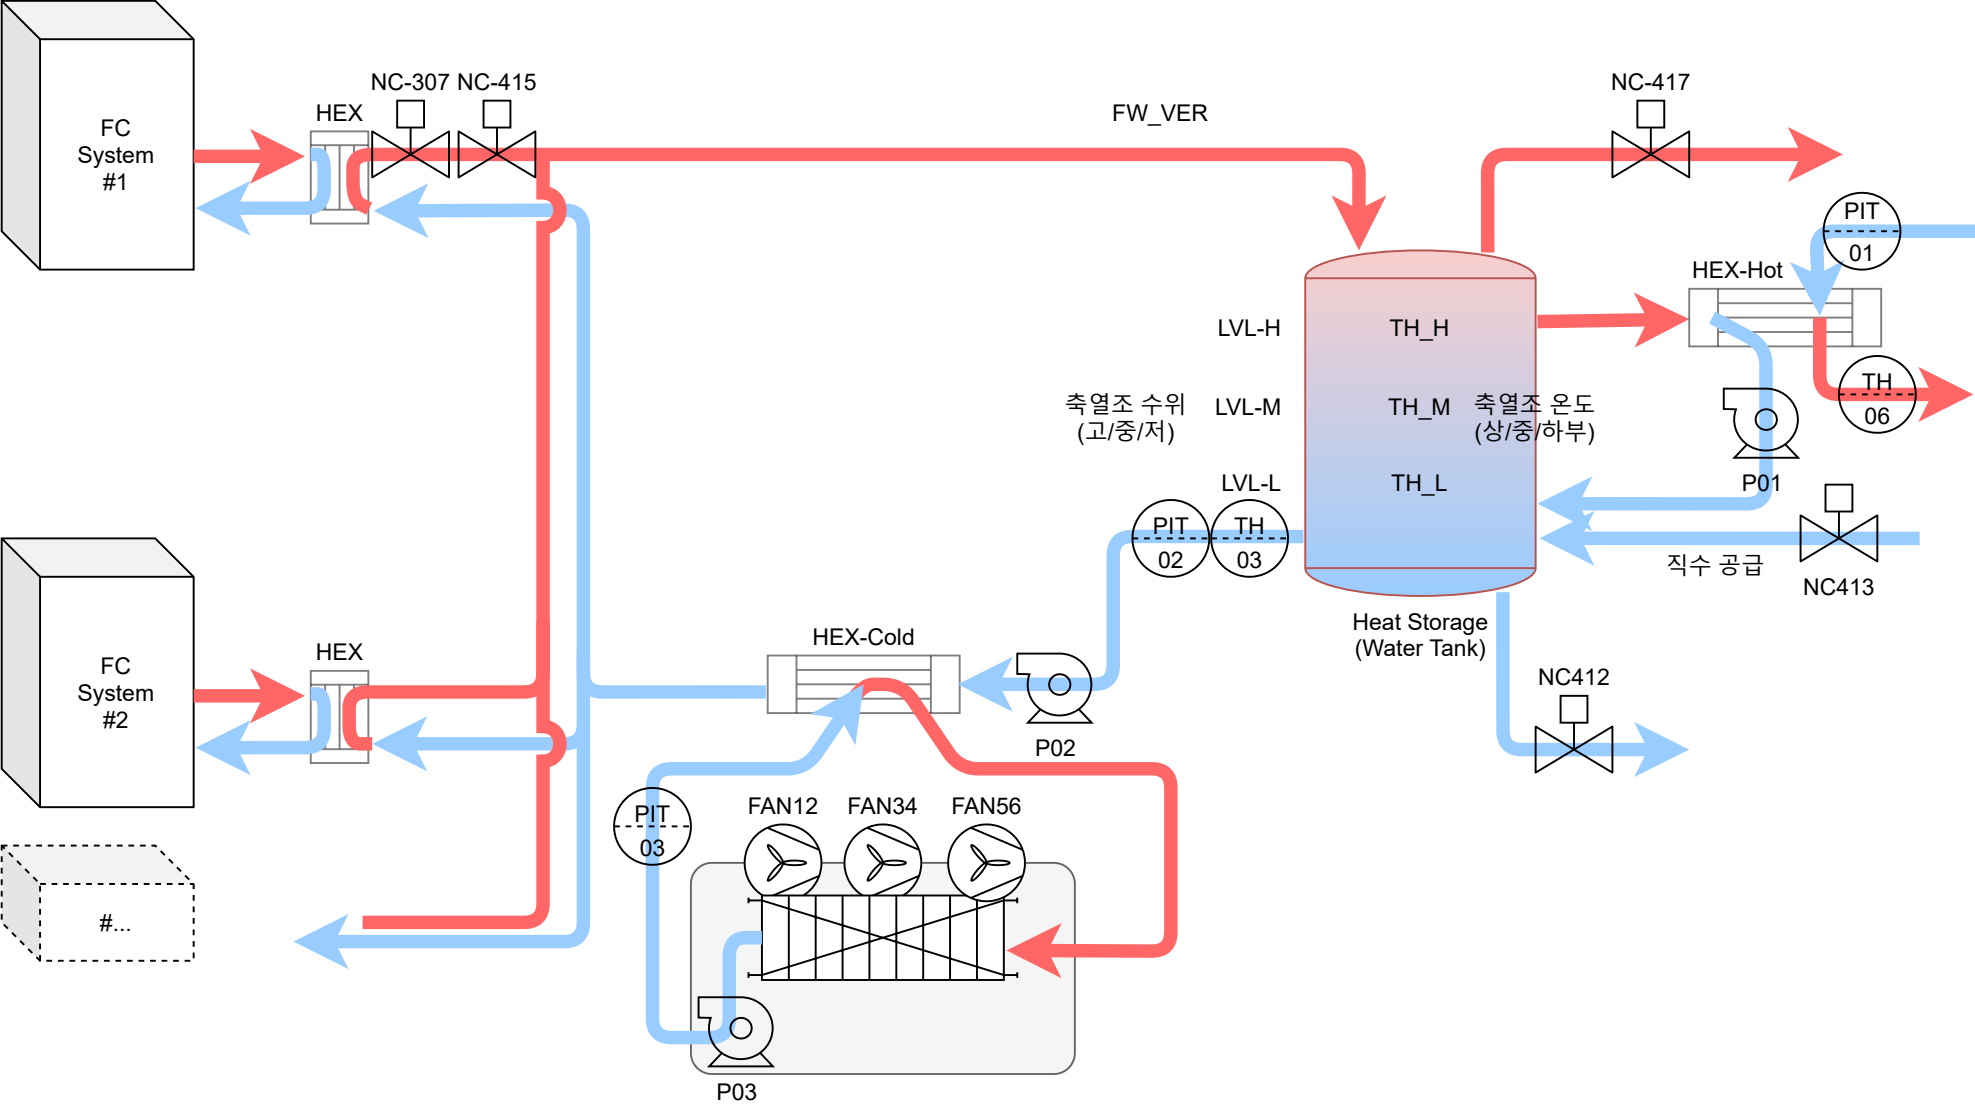 NC-307
NC-415
NC-417
HEX
FW_VER
FC
System
#1
PIT
01
HEX-Hot
LVL-H
TH_H
TH
06
축열조 수위
(고/중/저)
LVL-M
TH_M
축열조 온도
(상/중/하부)
LVL-L
TH_L
P01
PIT
02
TH
03
직수 공급
NC413
Heat Storage
(Water Tank)
HEX-Cold
HEX
FC
System
#2
NC412
P02
PIT
03
FAN12
FAN34
FAN56
#...
P03